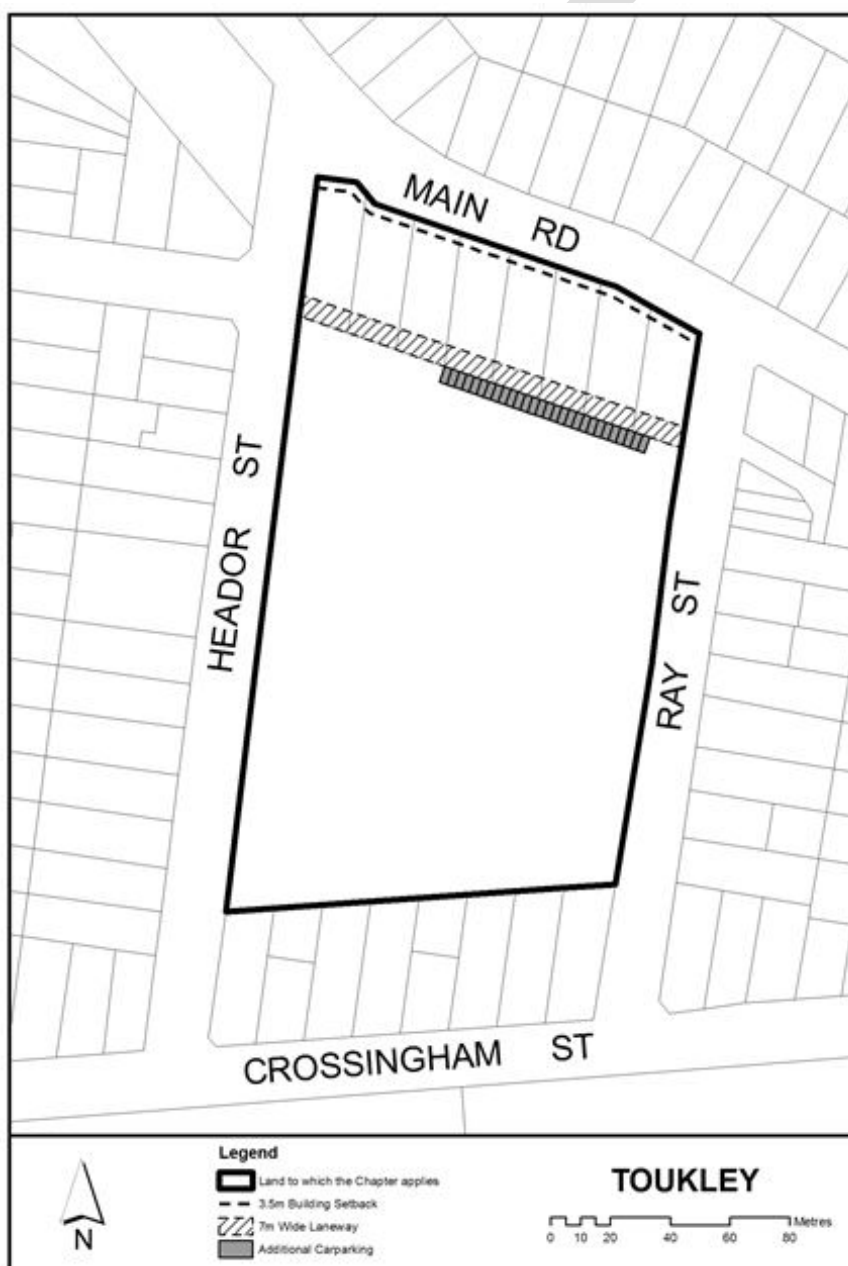 MAIN RD
HEADOR ST
RAY ST
CROSSINGHAM ST
N
Legend
Land to which the Chapter applies
3.5m Building Setback
7m Wide Laneway
Additional Carparking
TOUKLEY
Metres
0 10 20 40 60 80